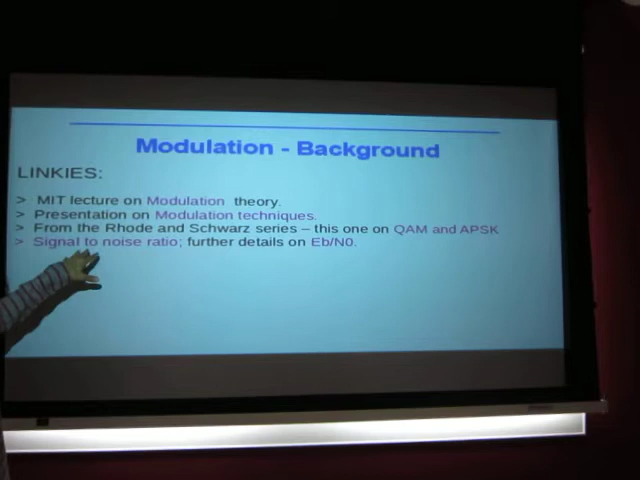 Modulation - Background
LINKIES:
> MIT lecture on Modulation theory.
> Presentation on Modulation techniques.
> From the Rhode and Schwarz series – this one on QAM and APSK
> Signal to noise ratio; further details on Eb/N0.